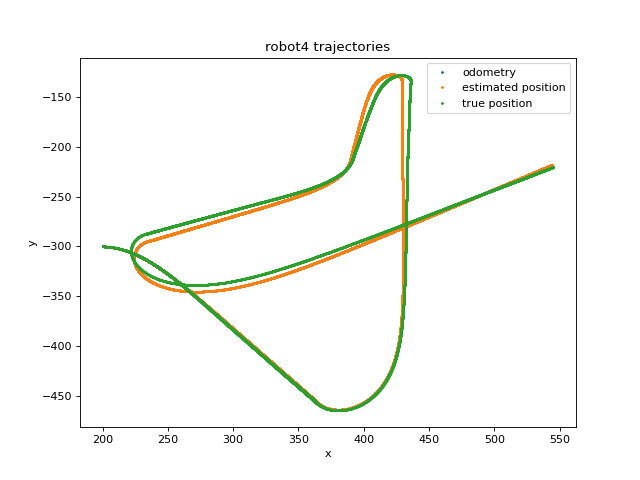 robot4 trajectories
odometry
estimated position
true position
−150
−200
−250
−300
−350
−400
−450
y
200
250
300
350
400
450
500
550
x